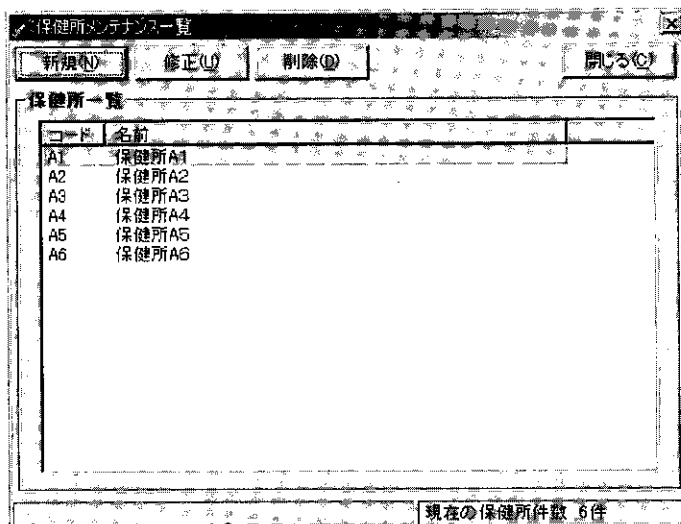 保健所メンテナンス一覧
新規(N) 修正(U) 削除(D) 閉じる(C)
保健所一覧
コード 名前
A1 保健所A1
A2 保健所A2
A3 保健所A3
A4 保健所A4
A5 保健所A5
A6 保健所A6
現在の保健所件数 6件